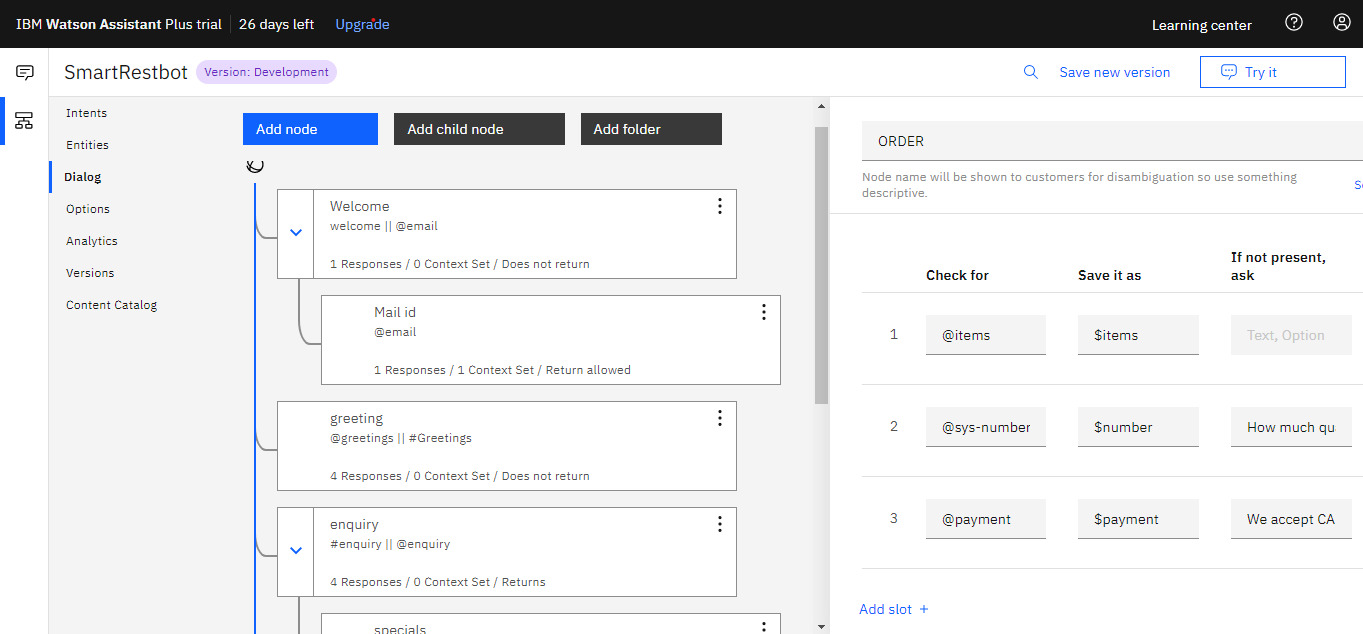 IBM Watson Assistant Plus trial 26 days left Upgrade Learning center
SmartRestbot Version: Development Save new version Try it
Intents
Entities
Dialog
Options
Analytics
Versions
Content Catalog
Add node Add child node Add folder
Welcome
welcome || @email
1 Responses / 0 Context Set / Does not return
Mail id
@email
1 Responses / 1 Context Set / Return allowed
greeting
@greetings || #Greetings
4 Responses / 0 Context Set / Does not return
enquiry
#enquiry || @enquiry
4 Responses / 0 Context Set / Returns
specials
ORDER
Node name will be shown to customers for disambiguation so use something
descriptive.
Check for Save it as If not present,
ask
1 @items $items Text, Option
2 @sys-number $number How much qu
3 @payment $payment We accept CA
Add slot +